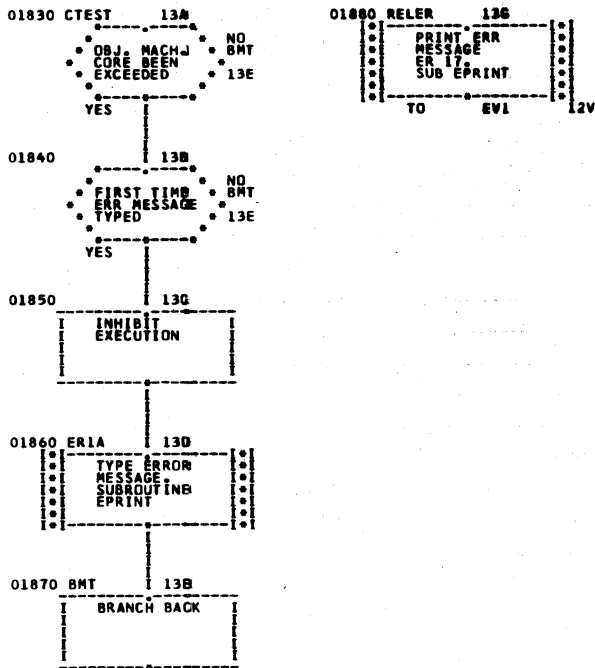 01830 CTEST 13A
OBJ. MACH.
CORE BEEN
EXCEEDED
NO
BMT
13E
YES
01840 13B
FIRST TIME
ERR MESSAGE
TYPED
NO
BMT
13E
YES
01850 13C
INHIBIT
EXECUTION
01860 ER1A 13D
TYPE ERROR
MESSAGE.
SUBROUTINE
EPRINT
01870 BMT 13E
BRANCH BACK
01880 RELER 13G
PRINT ERR
MESSAGE
ER 17.
SUB EPRINT
TO EV1 12V